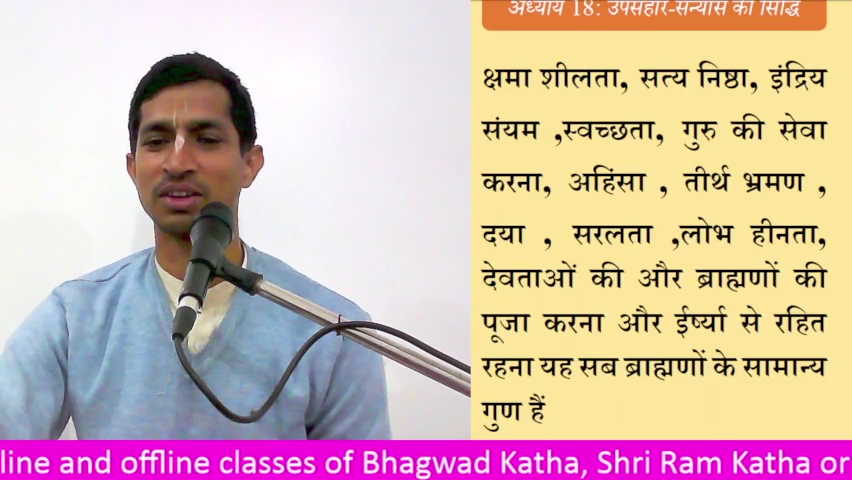 अध्याय 18: उपसंहार-सन्यास की सिद्धि
क्षमा शीलता, सत्य निष्ठा, इंद्रिय
संयम ,स्वच्छता, गुरु की सेवा
करना, अहिंसा , तीर्थ भ्रमण ,
दया , सरलता ,लोभ हीनता,
देवताओं की और ब्राह्मणों की
पूजा करना और ईर्ष्या से रहित
रहना यह सब ब्राह्मणों के सामान्य
गुण हैं
line and offline classes of Bhagwad Katha, Shri Ram Katha or